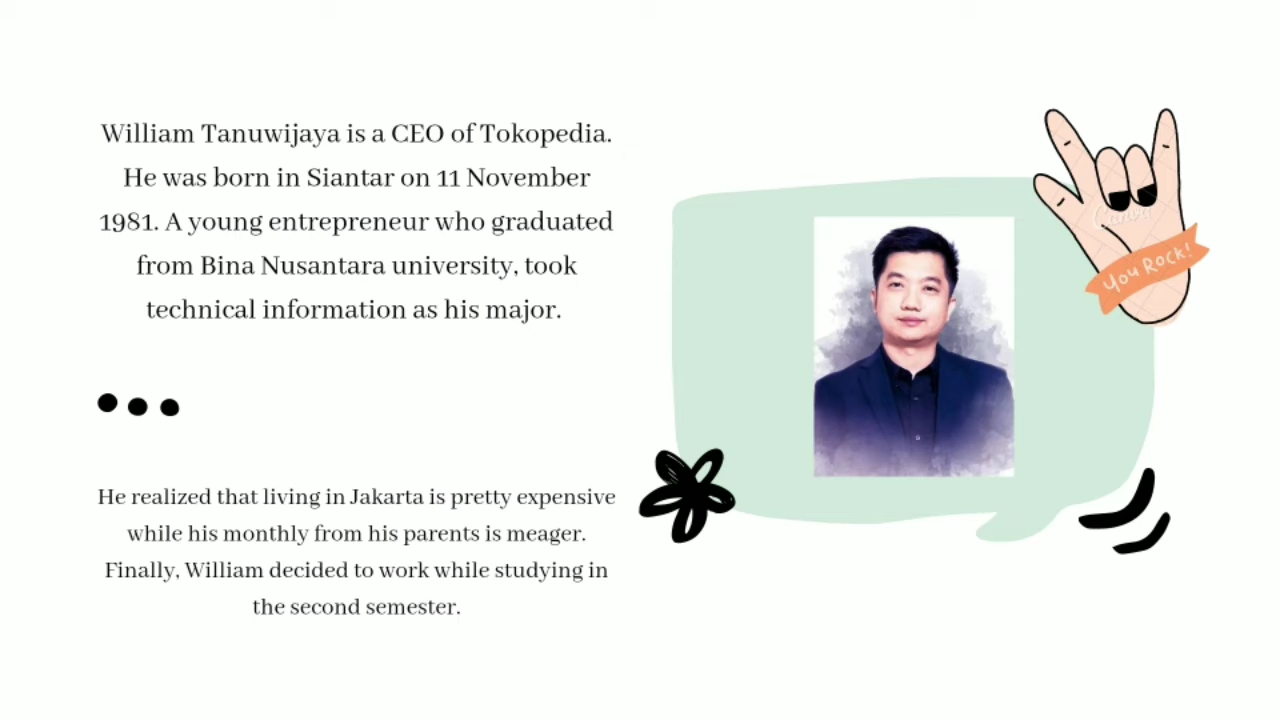 William Tanuwijaya is a CEO of Tokopedia.
He was born in Siantar on 11 November
1981. A young entrepreneur who graduated
from Bina Nusantara university, took
technical information as his major.
He realized that living in Jakarta is pretty expensive
while his monthly from his parents is meager.
Finally, William decided to work while studying in
the second semester.
Canva
You Rock!